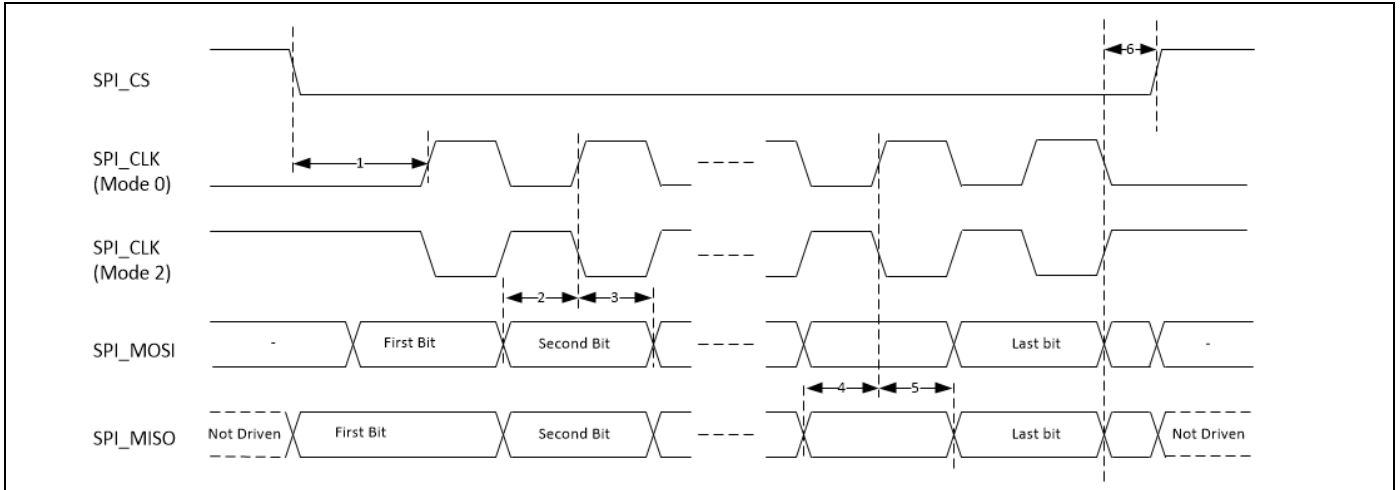 6
SPI_CS
SPI_CLK
(Mode 0)
1
SPI_CLK
(Mode 2)
2 3
SPI_MOSI - First Bit Second Bit Last bit -
4 5
SPI_MISO Not Driven First Bit Second Bit Last bit Not Driven